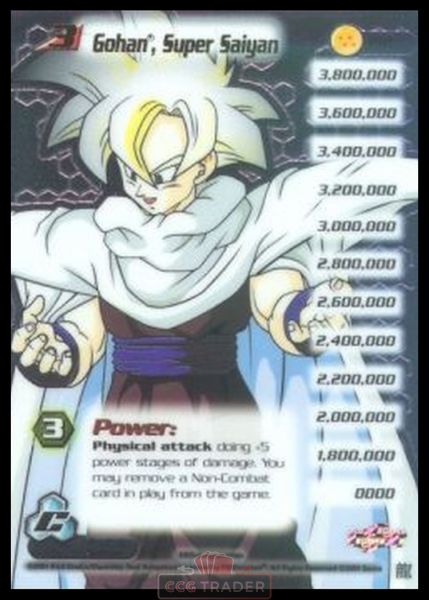 3 Gohan, Super Saiyan
3,800,000
3,600,000
3,400,000
3,200,000
3,000,000
2,800,000
2,600,000
2,400,000
2,200,000
2,000,000
1,800,000
0000
3
Power:
Physical attack doing +5
power stages of damage. You
may remove a Non-Combat
card in play from the game.
C
CCG TRADER